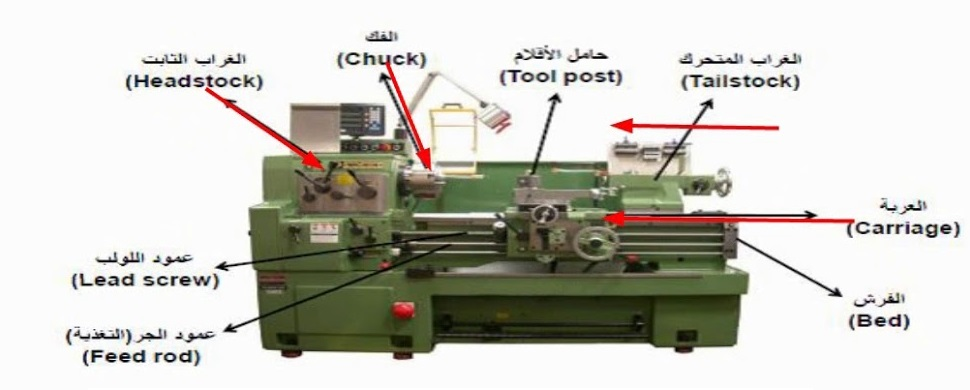 الغراب الثابت
(Headstock)
الفك
(Chuck)
حامل الأقلام
(Tool post)
الغراب المتحرك
(Tailstock)
العربة
(Carriage)
عمود اللولب
(Lead screw)
الفرش
(Bed)
عمود الجر(التغذية)
(Feed rod)